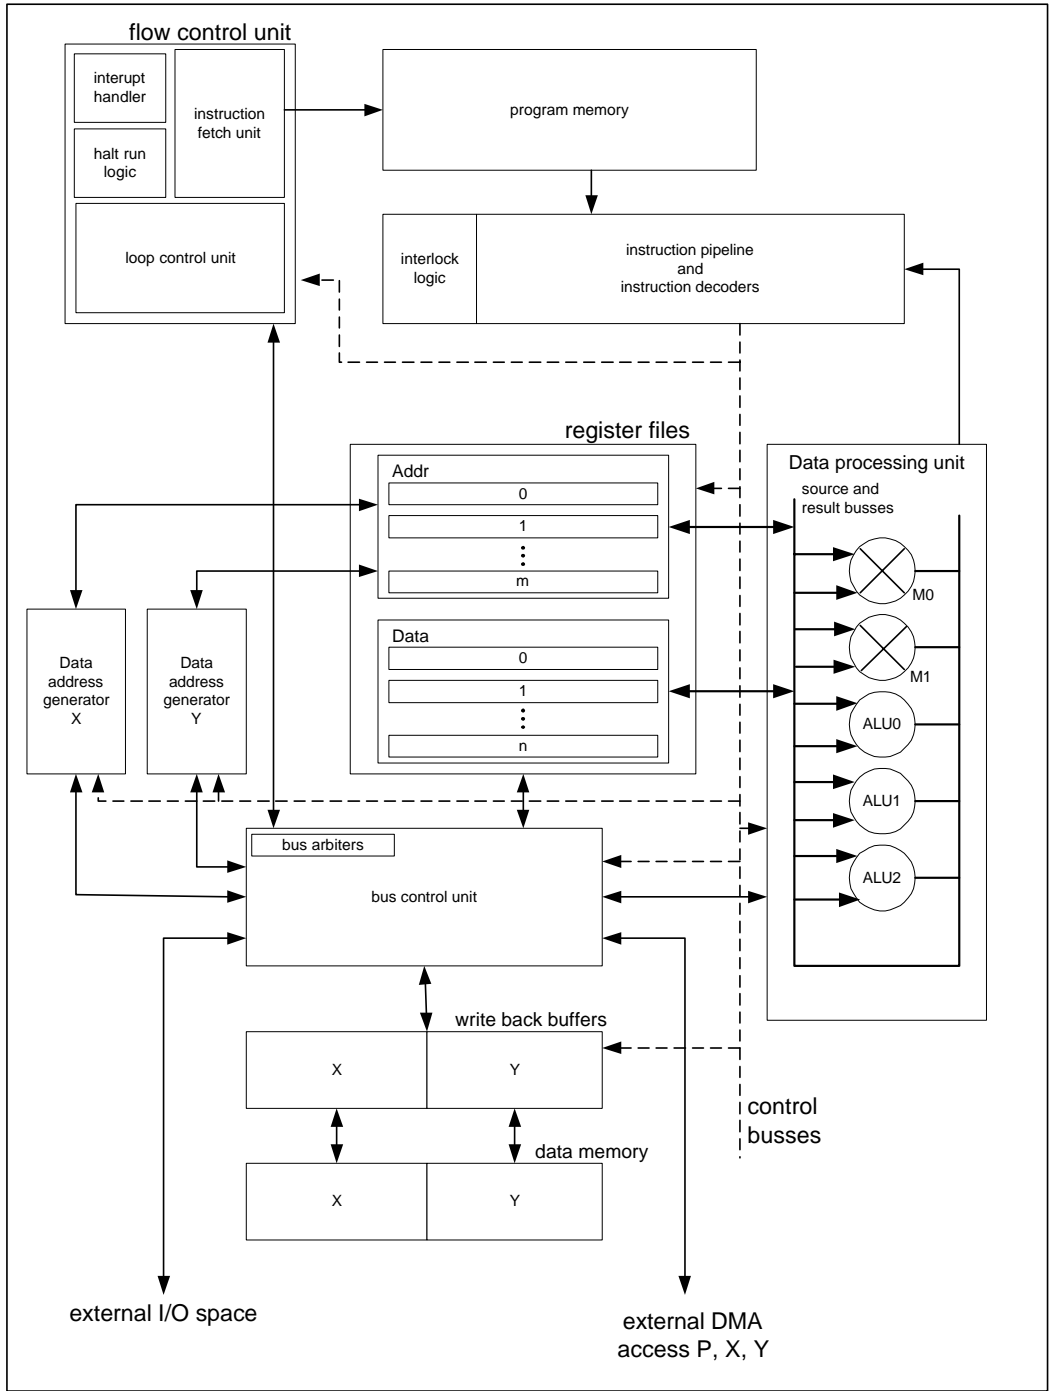 flow control unit
interupt
handler
instruction
fetch unit
halt run
logic
loop control unit
program memory
interlock
logic
instruction pipeline
and
instruction decoders
register files
Addr
0
1
m
Data
0
1
n
Data processing unit
source and
result busses
M0
M1
ALU0
ALU1
ALU2
Data
address
generator
X
Data
address
generator
Y
bus arbiters
bus control unit
write back buffers
X
Y
control
busses
data memory
X
Y
external I/O space
external DMA
access P, X, Y